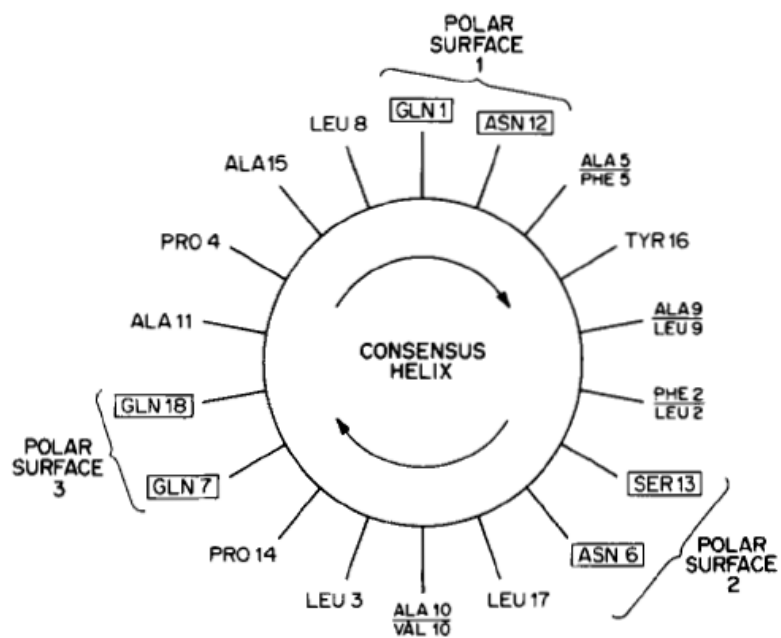 POLAR
SURFACE
1
GLN 1
ASN 12
LEU 8
ALA 5
PHE 5
ALA 15
TYR 16
PRO 4
ALA 9
LEU 9
ALA 11
CONSENSUS
HELIX
PHE 2
LEU 2
GLN 18
POLAR
SURFACE
3
GLN 7
SER 13
PRO 14
ASN 6
POLAR
SURFACE
2
LEU 3
ALA 10
VAL 10
LEU 17